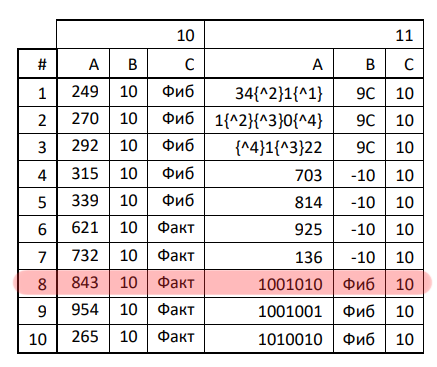 10 11
# A B C A B C
1 249 10 Фиб 34{^2}1{^1} 9C 10
2 270 10 Фиб 1{^2}{^3}0{^4} 9C 10
3 292 10 Фиб {^4}1{^3}22 9C 10
4 315 10 Фиб 703 -10 10
5 339 10 Фиб 814 -10 10
6 621 10 Факт 925 -10 10
7 732 10 Факт 136 -10 10
8 843 10 Факт 1001010 Фиб 10
9 954 10 Факт 1001001 Фиб 10
10 265 10 Факт 1010010 Фиб 10